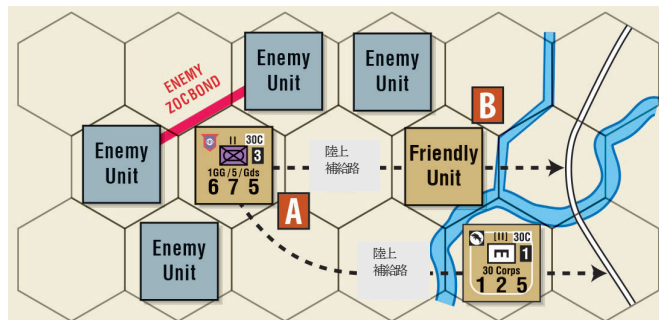 Enemy
Unit
Enemy
Unit
ENEMY
ZOC BOND
B
Enemy
Unit
II 30C
3
1GG/5/Gds
6 7 5
陸上
補給路
Friendly
Unit
A
Enemy
Unit
陸上
補給路
[II] 30C
E 1
30 Corps
1 2 5